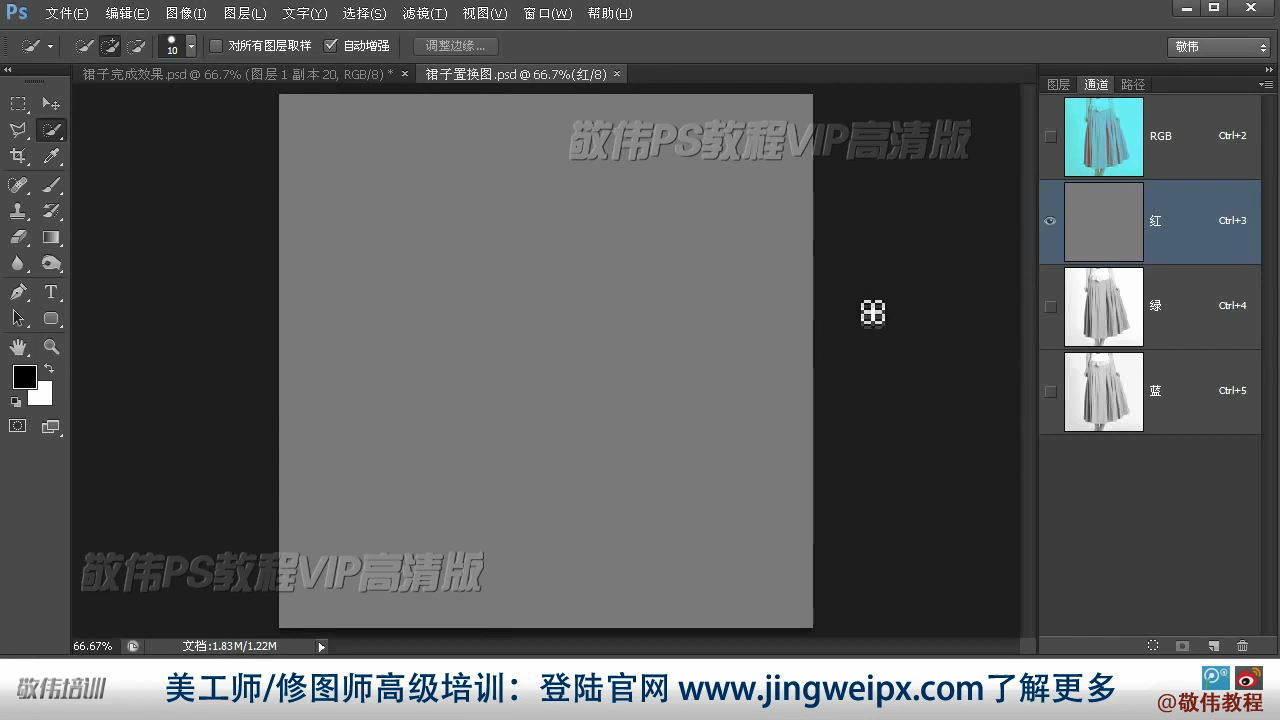 Ps 文件(F) 编辑(E) 图像(I) 图层(L) 文字(Y) 选择(S) 滤镜(T) 视图(V) 窗口(W) 帮助(H)
10 对所有图层取样 自动增强 调整边缘... 敬伟
裙子完成效果.psd @ 66.7% (图层 1 副本 20, RGB/8) * × 裙子置换图.psd @ 66.7%(红/8) ×
图层 通道 路径
敬伟PS教程VIP高清版
RGB Ctrl+2
红 Ctrl+3
绿 Ctrl+4
蓝 Ctrl+5
敬伟PS教程VIP高清版
66.67% 文档:1.83M/1.22M
敬伟培训 美工师/修图师高级培训：登陆官网 www.jingweipx.com了解更多
@敬伟教程